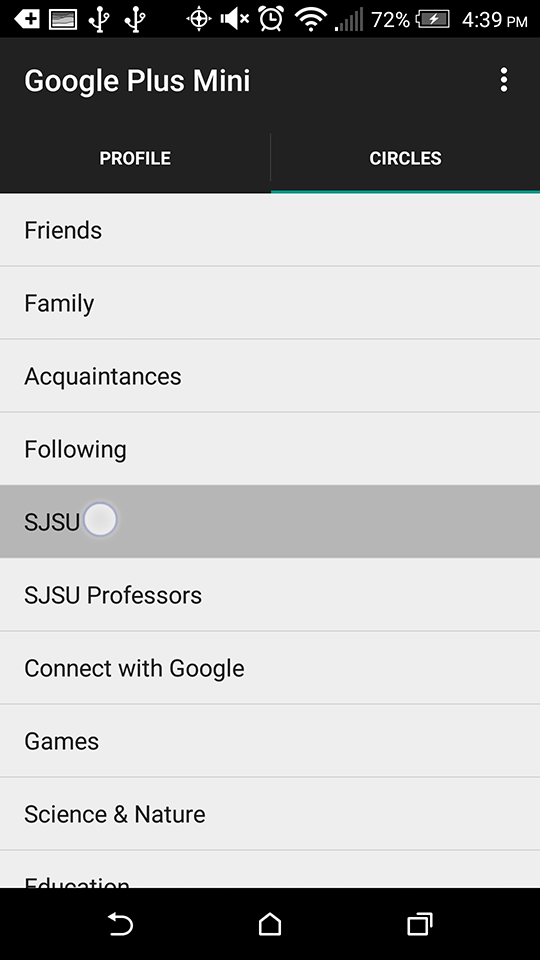 72% 4:39 PM
Google Plus Mini
PROFILE CIRCLES
Friends
Family
Acquaintances
Following
SJSU
SJSU Professors
Connect with Google
Games
Science & Nature
Education